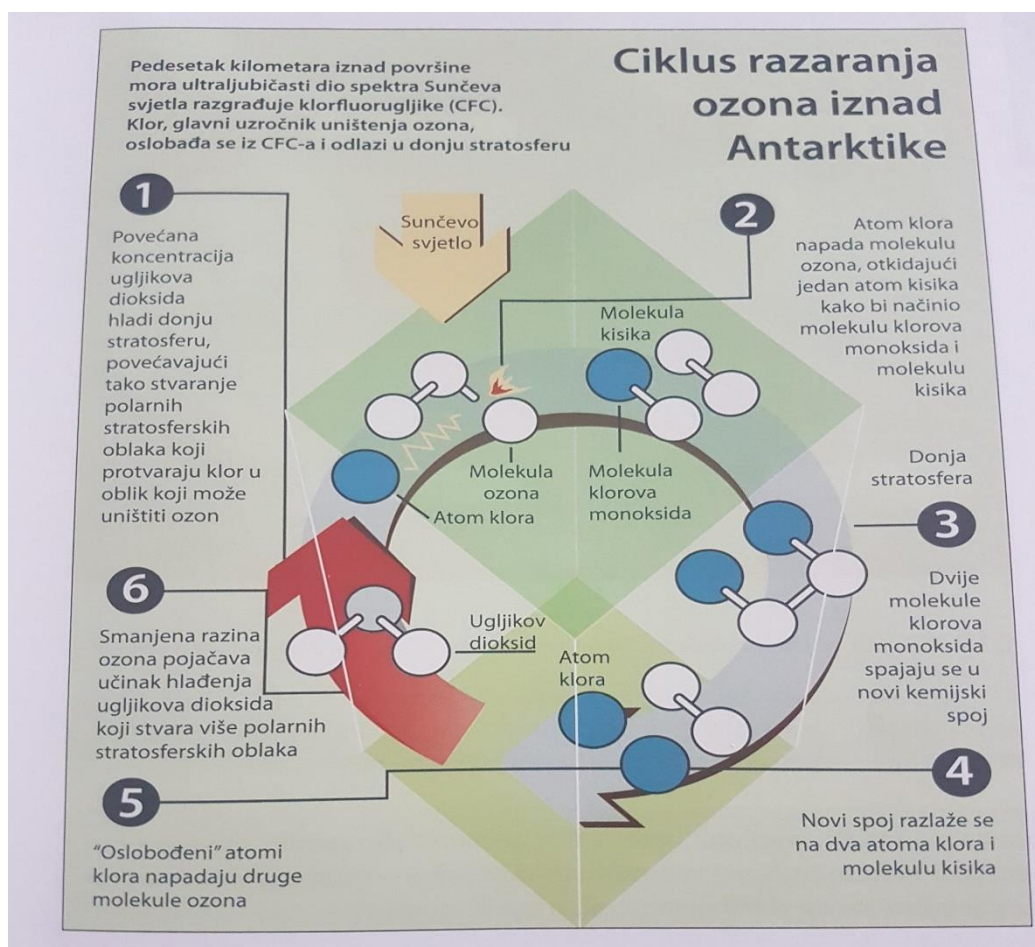 Ciklus razaranja
ozona iznad
Antarktike
Pedesetak kilometara iznad površine
mora ultraljubičasti dio spektra Sunčeva
svjetla razgrađuje klorfluorugljike (CFC).
Klor, glavni uzročnik uništenja ozona,
oslobađa se iz CFC-a i odlazi u donju stratosferu
1
Povećana
koncentracija
ugljikova
dioksida
hladi donju
stratosferu,
povećavajući
tako stvaranje
polarnih
stratosferskih
oblaka koji
protvaraju klor u
oblik koji može
uništiti ozon
Sunčevo
svjetlo
2
Atom klora
napada molekulu
ozona, otkidajući
jedan atom kisika
kako bi načinio
molekulu klorova
monoksida i
molekulu
kisika
Molekula
kisika
Molekula
ozona
Molekula
klorova
monoksida
Atom klora
Donja
stratosfera
3
Dvije
molekule
klorova
monoksida
spajaju se u
novi kemijski
spoj
6
Smanjena razina
ozona pojačava
učinak hlađenja
ugljikova dioksida
koji stvara više polarnih
stratosferskih oblaka
Ugljikov
dioksid
Atom
klora
4
Novi spoj razlaže se
na dva atoma klora i
molekulu kisika
5
"Oslobođeni" atomi
klora napadaju druge
molekule ozona